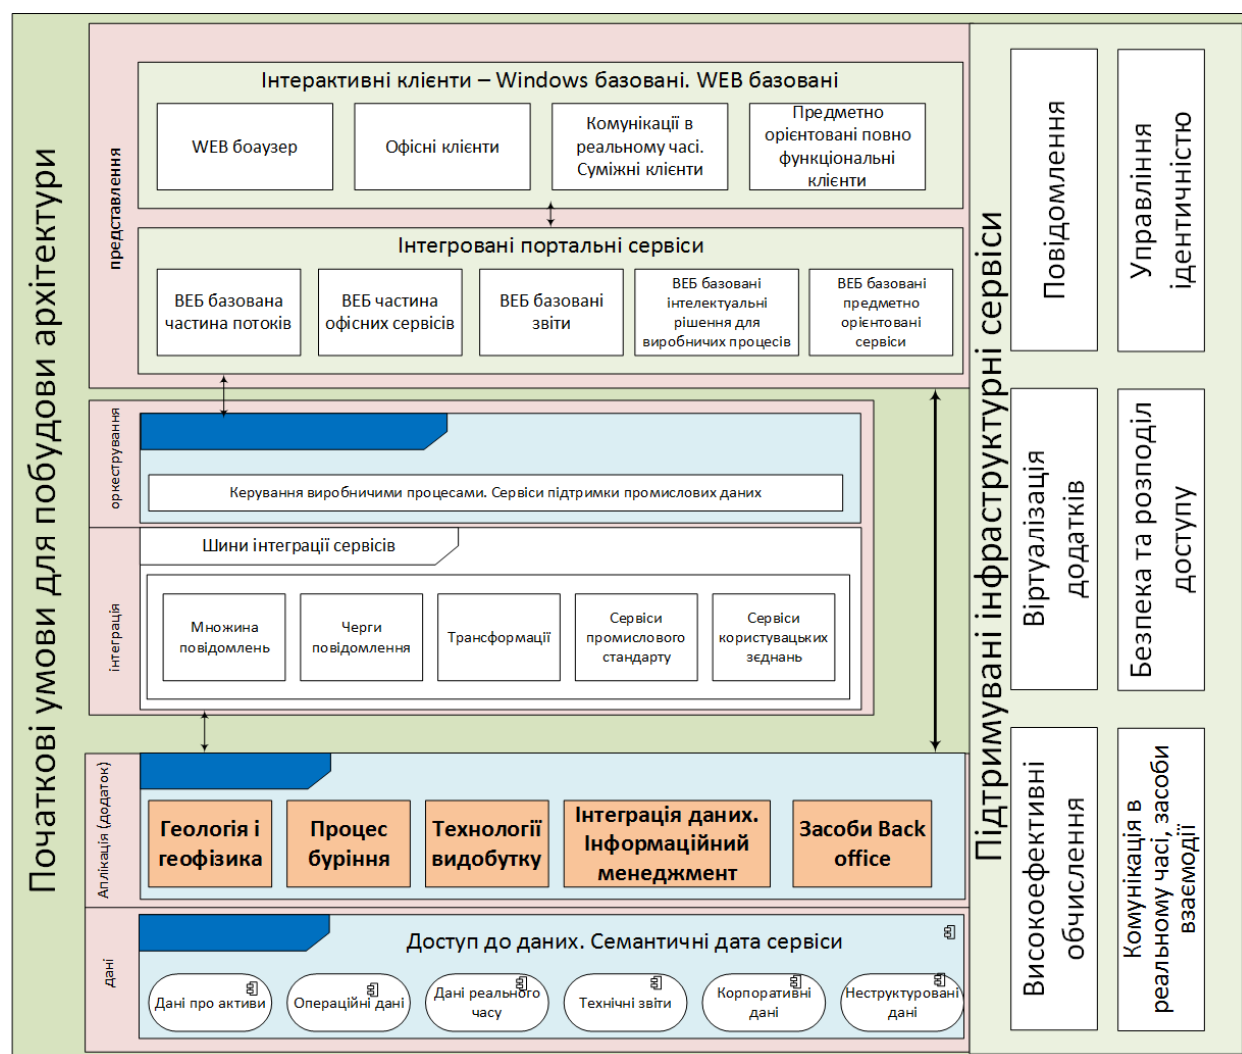 Початкові умови для побудови архітектури
представлення
Інтерактивні клієнти – Windows базовані. WEB базовані
WEB боаузер
Офісні клієнти
Комунікації в
реальному часі.
Суміжні клієнти
Предметно
орієнтовані повно
функціональні
клієнти
Інтегровані портальні сервіси
ВЕБ базована
частина потоків
ВЕБ частина
офісних сервісів
ВЕБ базовані
звіти
ВЕБ базовані
інтелектуальні
рішення для
виробничих процесів
ВЕБ базовані
предметно
орієнтовані
сервіси
оркестрування
Керування виробничими процесами. Сервіси підтримки промислових даних
інтеграція
Шини інтеграції сервісів
Множина
повідомлень
Черги
повідомлення
Трансформації
Сервіси
промислового
стандарту
Сервіси
користувацьких
зєднань
Аплікація (додаток)
Геологія і
геофізика
Процес
буріння
Технології
видобутку
Інтеграція даних.
Інформаційний
менеджмент
Засоби Back
office
дані
Доступ до даних. Семантичні дата сервіси
Дані про активи
Операційні дані
Дані реального
часу
Технічні звіти
Корпоративні
дані
Неструктуровані
дані
Підтримувані інфраструктурні сервіси
Повідомлення
Управління
ідентичністю
Віртуалізація
додатків
Безпека та розподіл
доступу
Високоефективні
обчислення
Комунікація в
реальному часі, засоби
взаємодії